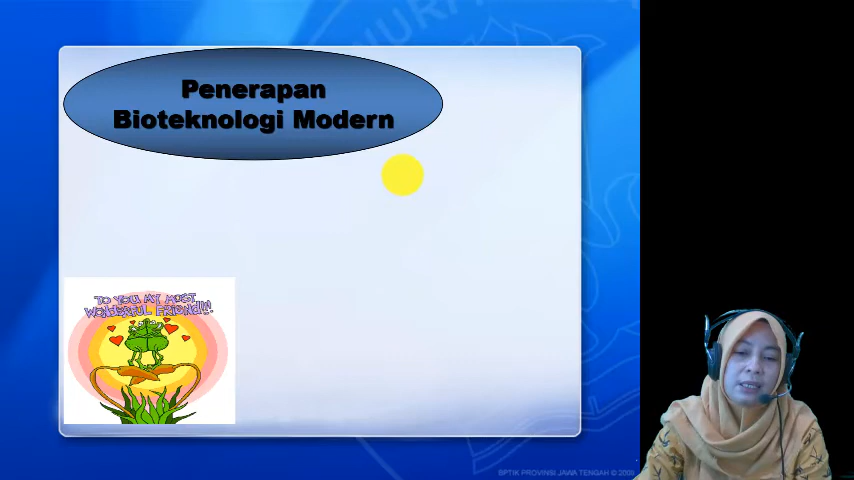 Penerapan
Bioteknologi Modern
TO YOU MY MOST
WONDERFUL FRIEND!!!
BPTIK PROVINSI JAWA TENGAH © 2009